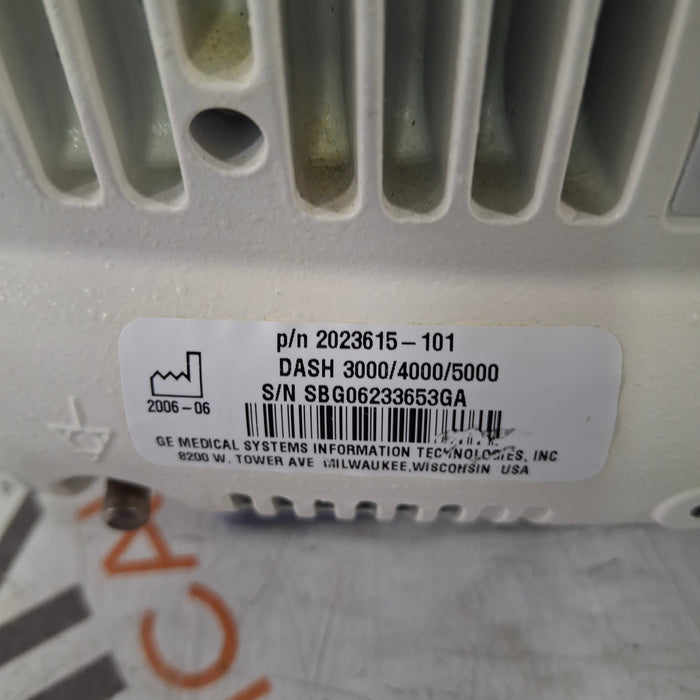 p/n 2023615-101
DASH 3000/4000/5000
S/N SBG06233653GA
2006-06
GE MEDICAL SYSTEMS INFORMATION TECHNOLOGIES, INC
8200 W. TOWER AVE MILWAUKEE, WISCONSIN USA